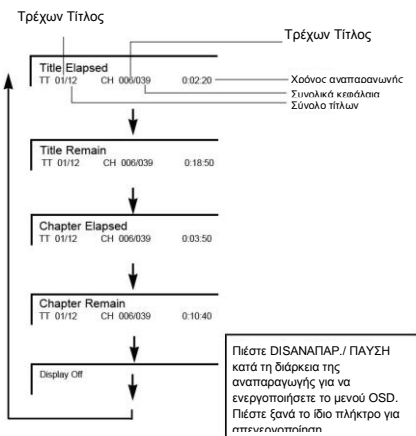 Τρέχων Τίτλος
Τρέχων Τίτλος
Title Elapsed
TT 01/12 CH 006/039 0:02:20
Χρόνος αναπαραγωγής
Συνολικά κεφάλαια
Σύνολο τίτλων
Title Remain
TT 01/12 CH 006/039 0:18:50
Chapter Elapsed
TT 01/12 CH 006/039 0:03:50
Chapter Remain
TT 01/12 CH 006/039 0:10:40
Display Off
Πιέστε DISΑΝΑΠΑΡ./ ΠΑΥΣΗ
κατά τη διάρκεια της
αναπαραγωγής για να
ενεργοποιήσετε το μενού OSD.
Πιέστε ξανά το ίδιο πλήκτρο για
απενεργοποίηση